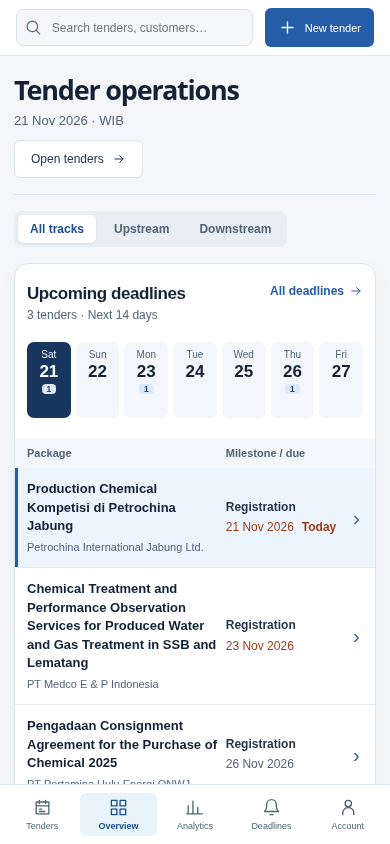 Search tenders, customers…
New tender
Tender operations
21 Nov 2026 · WIB
Open tenders
All tracks
Upstream
Downstream
Upcoming deadlines
All deadlines
3 tenders · Next 14 days
Sat
21
1
Sun
22
Mon
23
1
Tue
24
Wed
25
Thu
26
1
Fri
27
Package
Milestone / due
Production Chemical
Kompetisi di Petrochina
Jabung
Petrochina International Jabung Ltd.
Registration
21 Nov 2026 Today
Chemical Treatment and
Performance Observation
Services for Produced Water
and Gas Treatment in SSB and
Lematang
PT Medco E & P Indonesia
Registration
23 Nov 2026
Pengadaan Consignment
Agreement for the Purchase of
Chemical 2025
PT Pertamina Hulu Energi ONWJ
Registration
26 Nov 2026
Tenders
Overview
Analytics
Deadlines
Account